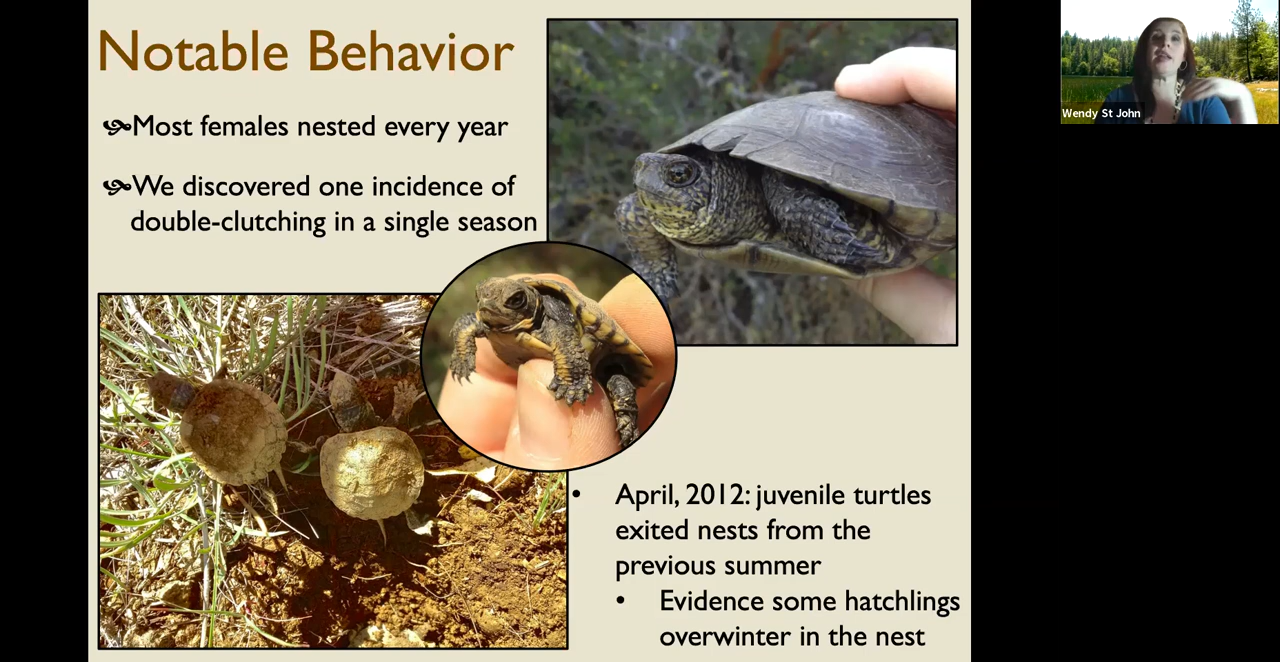 Notable Behavior
Most females nested every year
We discovered one incidence of
double-clutching in a single season
• April, 2012: juvenile turtles
exited nests from the
previous summer
• Evidence some hatchlings
overwinter in the nest
Wendy St John